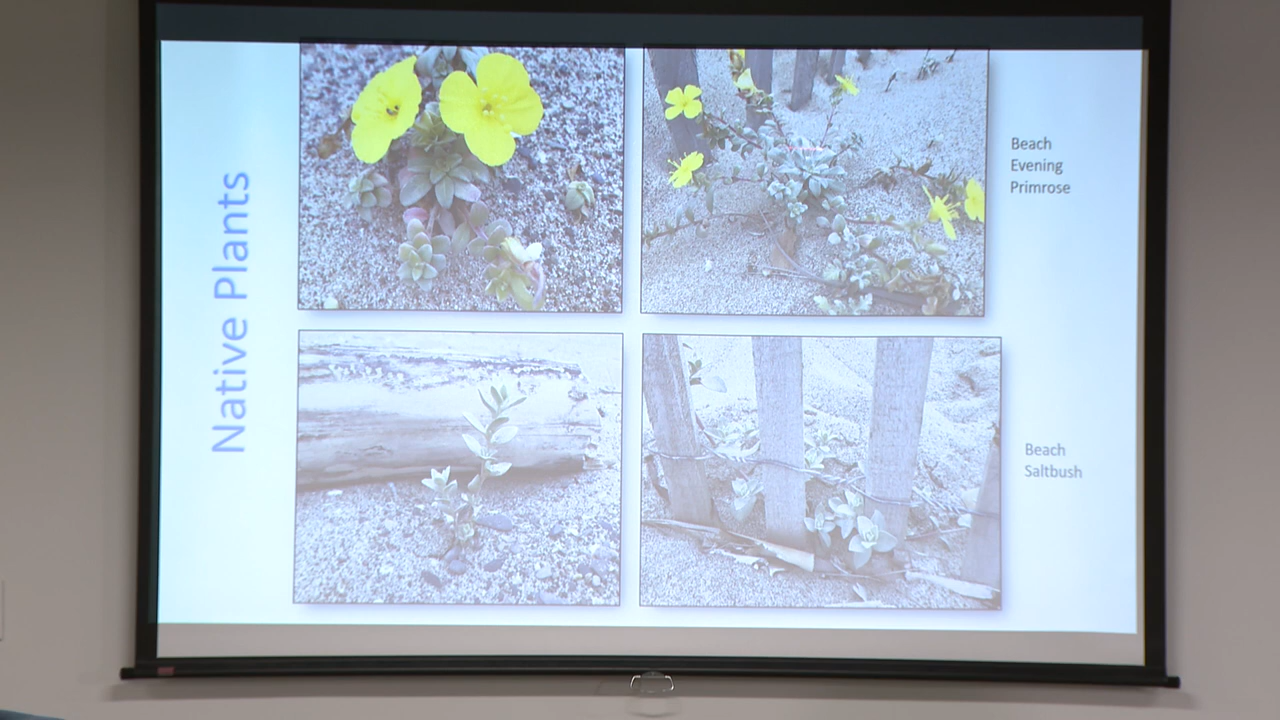 Native Plants
Beach
Evening
Primrose
Beach
Saltbush